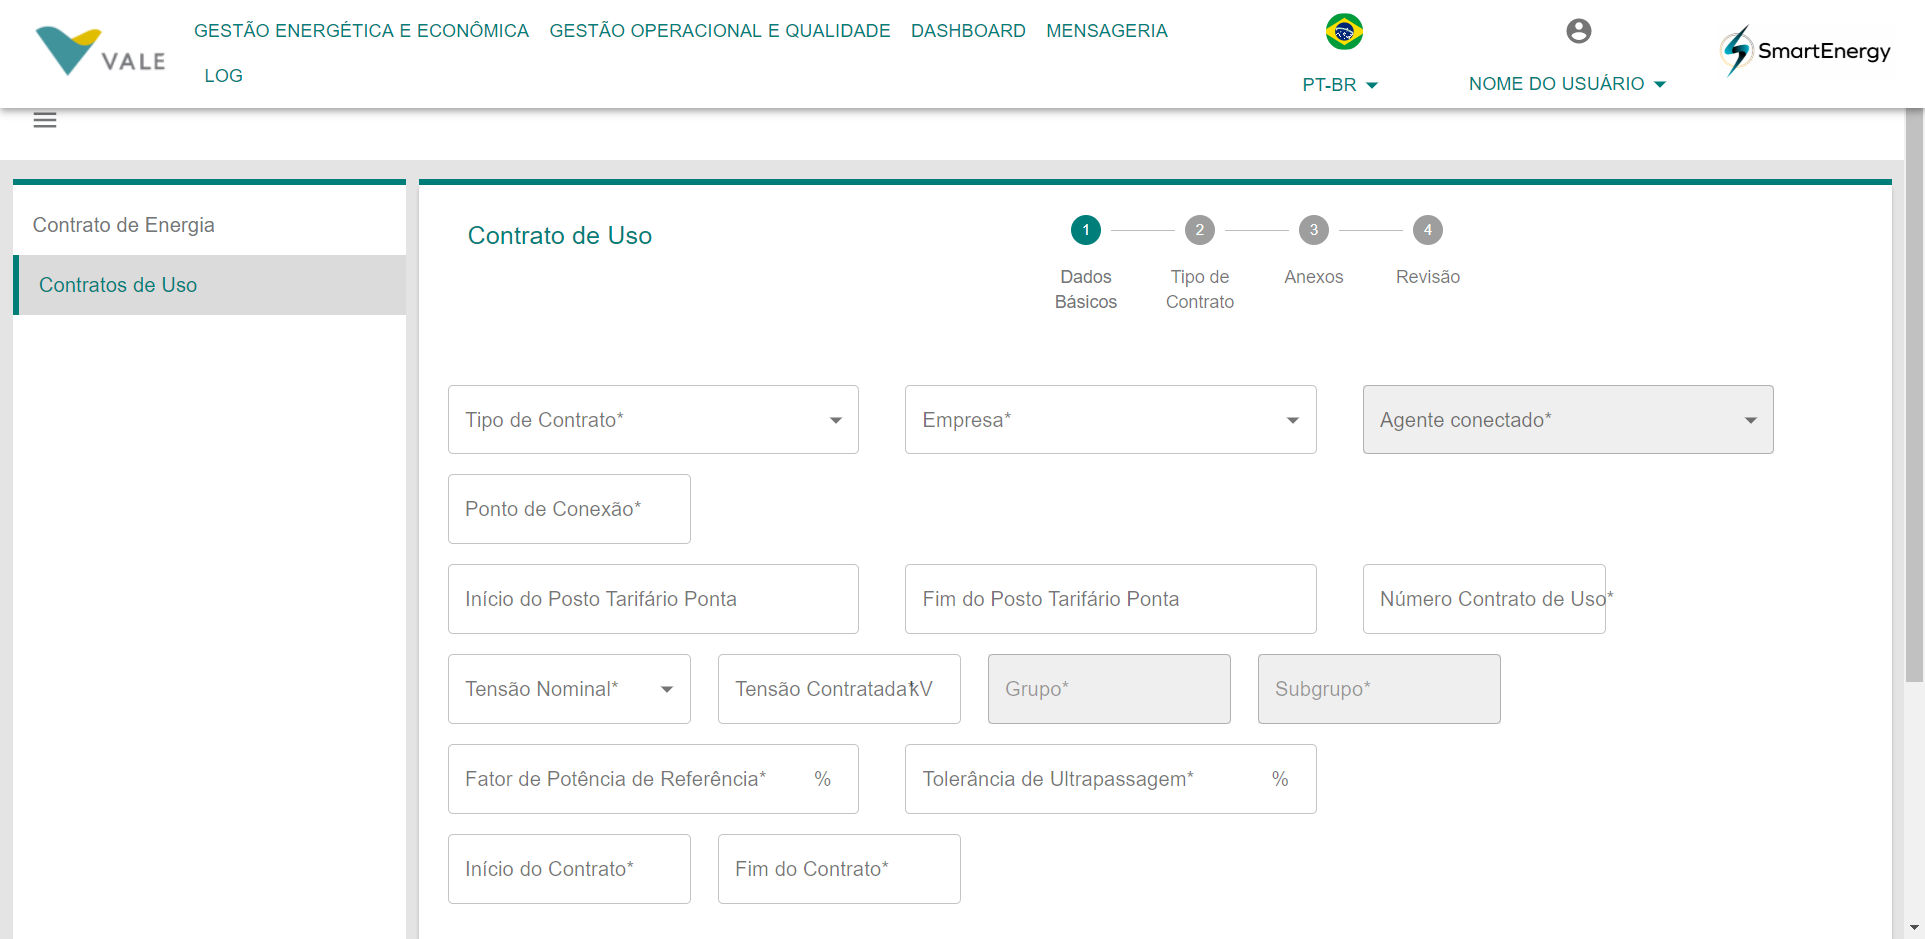 VALE
GESTÃO ENERGÉTICA E ECONÔMICA GESTÃO OPERACIONAL E QUALIDADE DASHBOARD MENSAGERIA
LOG
PT-BR
NOME DO USUÁRIO
SmartEnergy
Contrato de Energia
Contratos de Uso
Contrato de Uso
1 2 3 4
Dados Básicos
Tipo de Contrato
Anexos
Revisão
Tipo de Contrato*
Empresa*
Agente conectado*
Ponto de Conexão*
Início do Posto Tarifário Ponta
Fim do Posto Tarifário Ponta
Número Contrato de Uso*
Tensão Nominal*
Tensão Contratada* kV
Grupo*
Subgrupo*
Fator de Potência de Referência* %
Tolerância de Ultrapassagem* %
Início do Contrato*
Fim do Contrato*